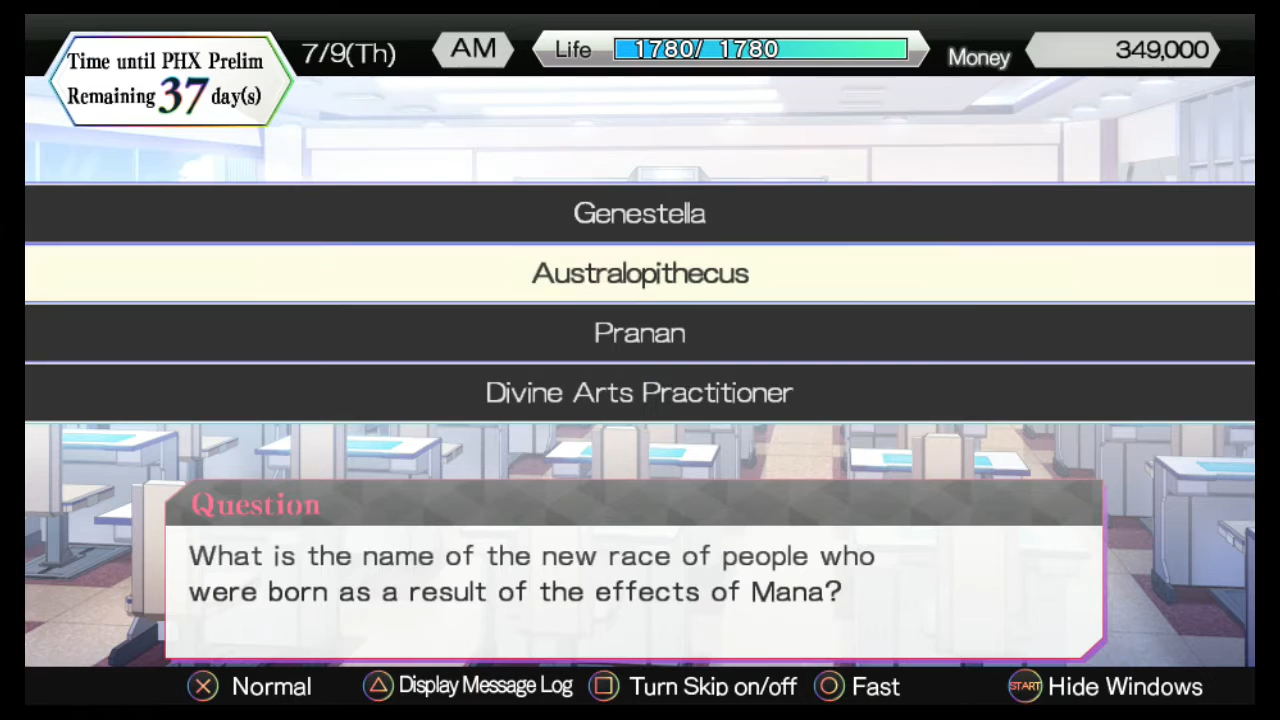 Time until PHX Prelim
Remaining 37 day(s)
7/9(Th)
AM
Life 1780/ 1780
Money 349,000
Genestella
Australopithecus
Pranan
Divine Arts Practitioner
Question
What is the name of the new race of people who
were born as a result of the effects of Mana?
Normal Display Message Log Turn Skip on/off Fast START Hide Windows